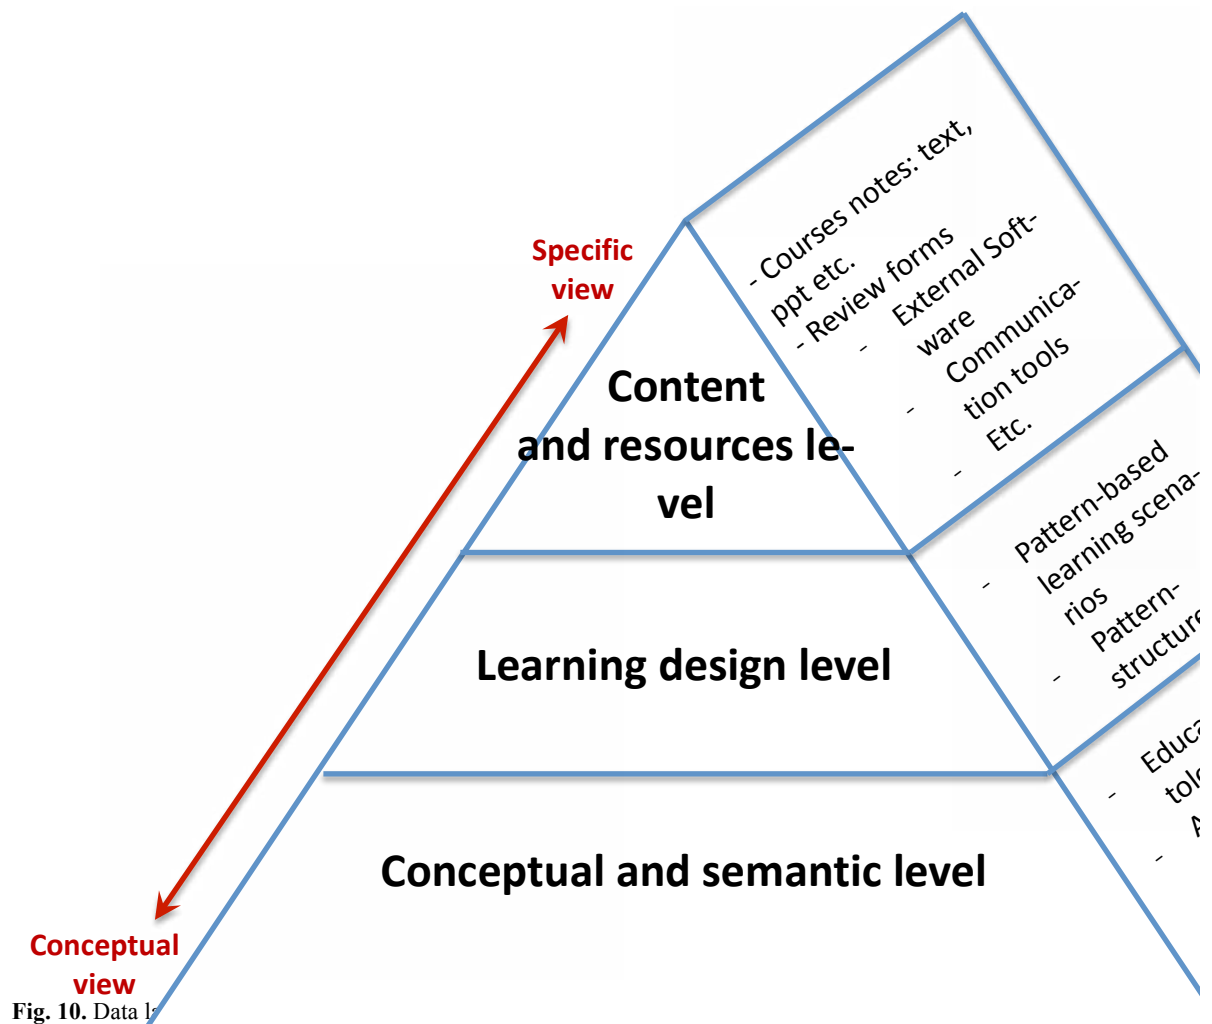 Specific
view
Content
and resources le-
vel
Learning design level
Conceptual and semantic level
Conceptual
view
- Courses notes: text,
ppt etc.
- Review forms
- External Soft-
ware
- Communica-
tion tools
- Etc.
- Pattern-based
learning scena-
rios
- Pattern-
structure
-
-
Fig. 10. Data